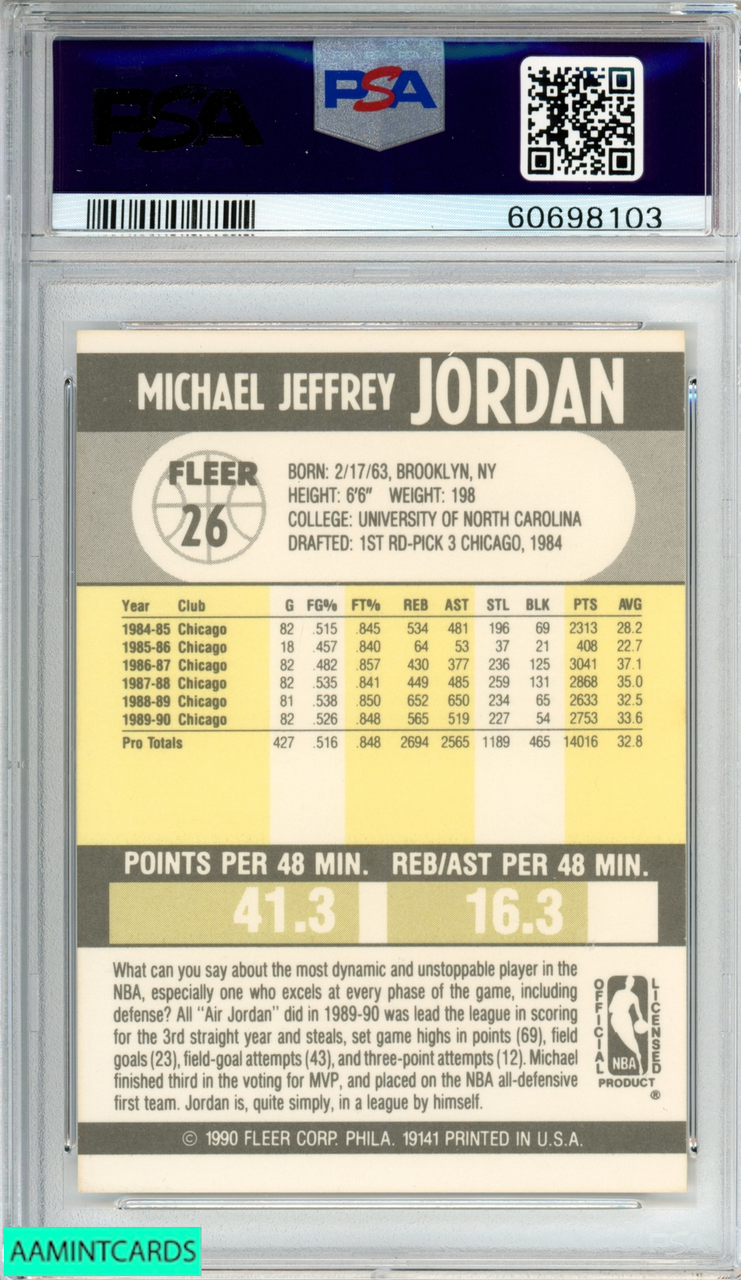 PSA PSA
60698103
MICHAEL JEFFREY JORDAN
FLEER
26
BORN: 2/17/63, BROOKLYN, NY
HEIGHT: 6'6" WEIGHT: 198
COLLEGE: UNIVERSITY OF NORTH CAROLINA
DRAFTED: 1ST RD-PICK 3 CHICAGO, 1984
Year Club G FG% FT% REB AST STL BLK PTS AVG
1984-85 Chicago 82 .515 .845 534 481 196 69 2313 28.2
1985-86 Chicago 18 .457 .840 64 53 37 21 408 22.7
1986-87 Chicago 82 .482 .857 430 377 236 125 3041 37.1
1987-88 Chicago 82 .535 .841 449 485 259 131 2868 35.0
1988-89 Chicago 81 .538 .850 652 650 234 65 2633 32.5
1989-90 Chicago 82 .526 .848 565 519 227 54 2753 33.6
Pro Totals 427 .516 .848 2694 2565 1189 465 14016 32.8
POINTS PER 48 MIN. REB/AST PER 48 MIN.
41.3 16.3
What can you say about the most dynamic and unstoppable player in the
NBA, especially one who excels at every phase of the game, including
defense? All "Air Jordan" did in 1989-90 was lead the league in scoring
for the 3rd straight year and steals, set game highs in points (69), field
goals (23), field-goal attempts (43), and three-point attempts (12). Michael
finished third in the voting for MVP, and placed on the NBA all-defensive
first team. Jordan is, quite simply, in a league by himself.
OFFICIAL
LICENSED
NBA
PRODUCT
®
© 1990 FLEER CORP. PHILA. 19141 PRINTED IN U.S.A.
AAMINTCARDS